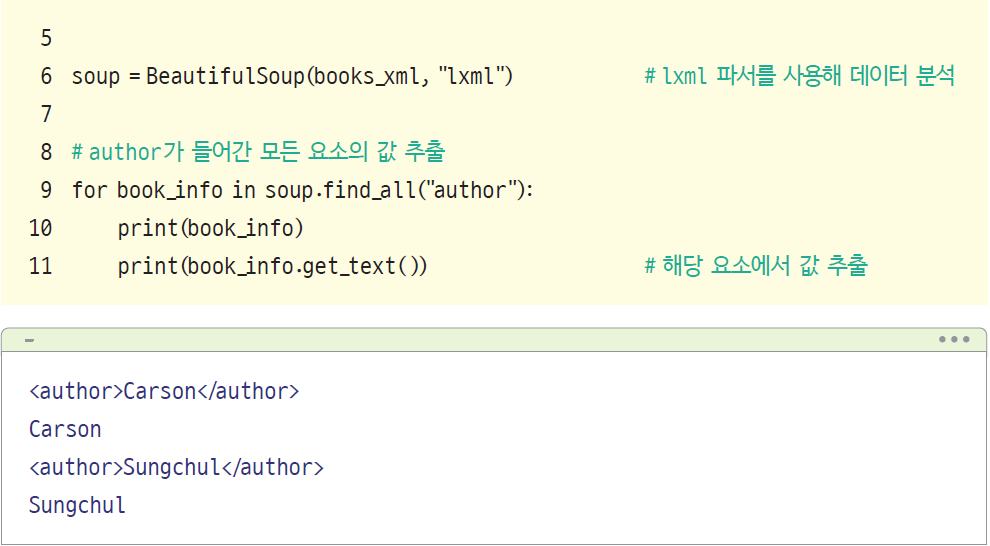 5
6 soup = BeautifulSoup(books_xml, "lxml") # lxml 파서를 사용해 데이터 분석
7
8 # author가 들어간 모든 요소의 값 추출
9 for book_info in soup.find_all("author"):
10     print(book_info)
11     print(book_info.get_text()) # 해당 요소에서 값 추출
<author>Carson</author>
Carson
<author>Sungchul</author>
Sungchul